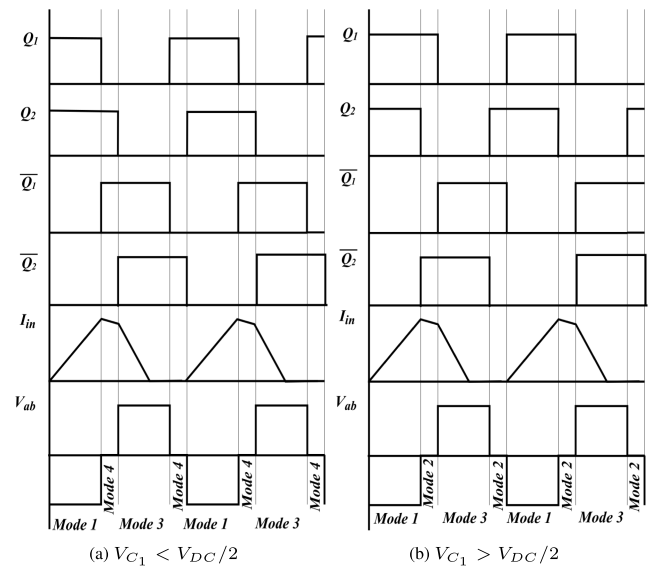 Q1
Q2
Q1
Q2
Iin
Vab
Mode 1
Mode 4
Mode 3
Mode 4
Mode 1
Mode 4
Mode 3
Mode 4
(a) VC1 < VDC/2
Q1
Q2
Q1
Q2
Iin
Vab
Mode 1
Mode 2
Mode 3
Mode 2
Mode 1
Mode 2
Mode 3
Mode 2
(b) VC1 > VDC/2